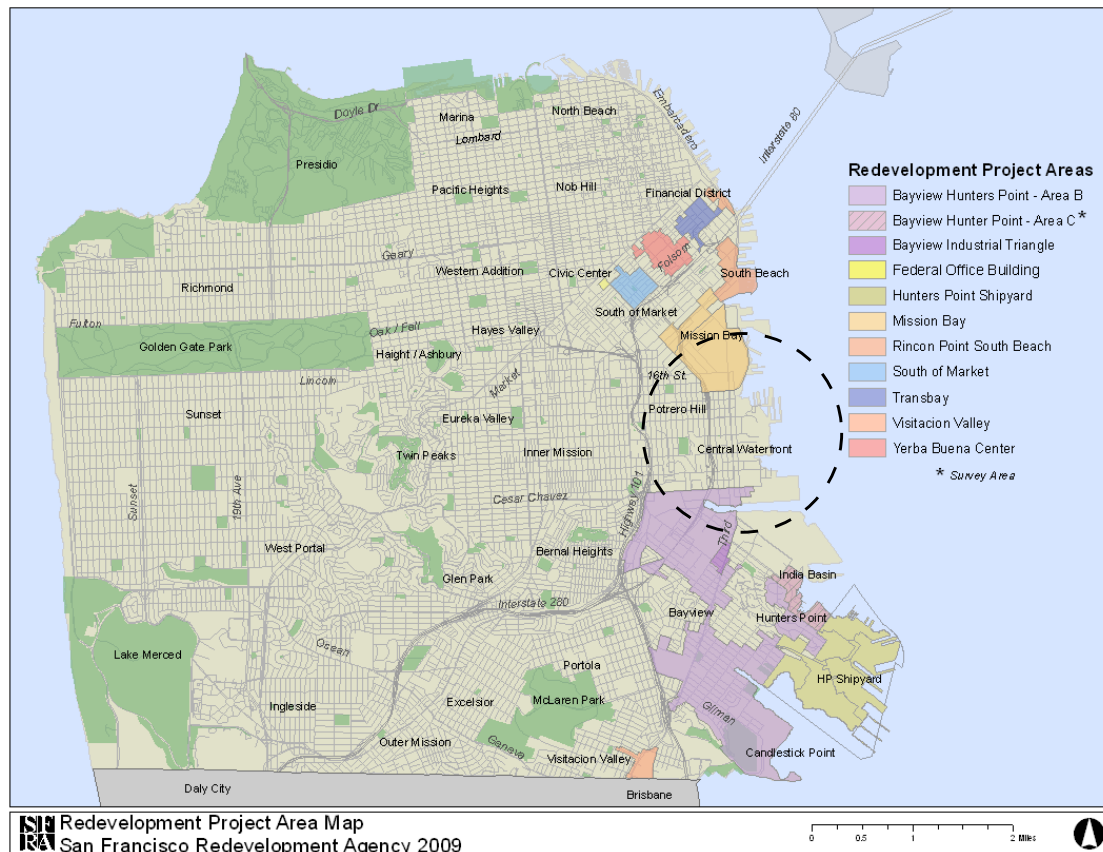 Doyle Dr
Marina
North Beach
Embarcadero
Lombard
Interstate 80
Presidio
Pacific Heights
Nob Hill
Financial District
Redevelopment Project Areas
Bayview Hunters Point - Area B
Bayview Hunter Point - Area C*
Bayview Industrial Triangle
Federal Office Building
Hunters Point Shipyard
Mission Bay
Rincon Point South Beach
South of Market
Transbay
Visitacion Valley
Yerba Buena Center
* Survey Area
Geary
Folsom
Western Addition
Civic Center
South Beach
Richmond
South of Market
Fulton
Oak / Fell
Hayes Valley
Mission Bay
Golden Gate Park
Haight / Ashbury
Lincoln
Market
16th St.
Sunset
Eureka Valley
Potrero Hill
Twin Peaks
Inner Mission
Central Waterfront
Sunset
19th Ave
Cesar Chavez
Highway 101
Third
West Portal
Bernal Heights
Glen Park
India Basin
Interstate 280
Bayview
Hunters Point
Ocean
Lake Merced
Portola
HP Shipyard
McLaren Park
Ingleside
Excelsior
Gilman
Outer Mission
Geneva
Visitacion Valley
Candlestick Point
Daly City
Brisbane
SF
RA
Redevelopment Project Area Map
San Francisco Redevelopment Agency 2009
0 0.5 1 2 Miles